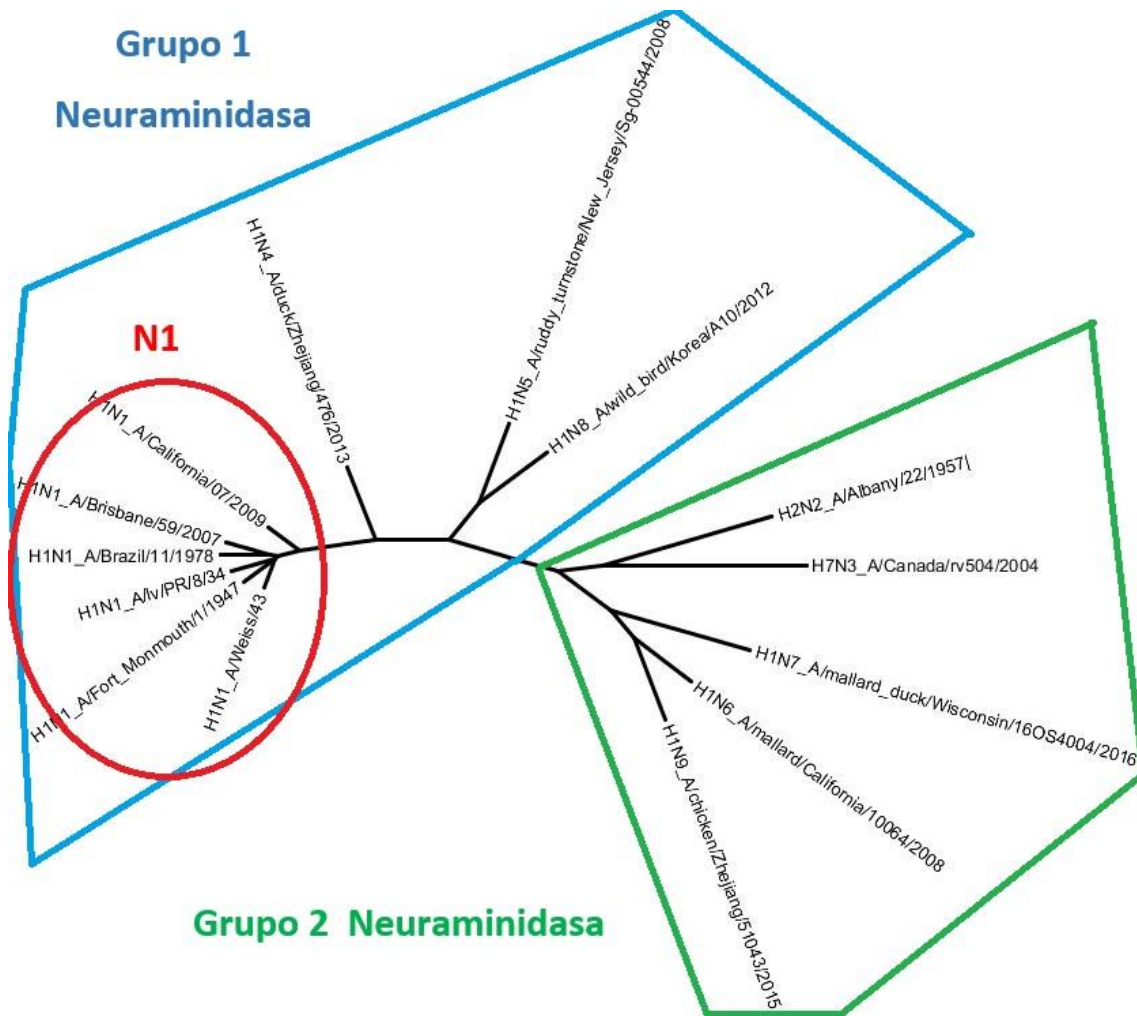 Grupo 1
Neuraminidasa
H1N5_A/ruddy_turnstone/New_Jersey/Sg-00544/2008
H1N4_A/duck/Zhejiang/476/2013
H1N8_A/wild_bird/Korea/A10/2012
N1
H1N1_A/California/07/2009
H1N1_A/Brisbane/59/2007
H1N1_A/Brazil/11/1978
H1N1_A/lv/PR/8/34
H1N1_A/Fort_Monmouth/1/1947
H1N1_A/Weiss/43
H2N2_A/Albany/22/1957|
H7N3_A/Canada/rv504/2004
H1N7_A/mallard_duck/Wisconsin/16OS4004/2016
H1N6_A/mallard/California/10064/2008
H1N9_A/chicken/Zhejiang/51043/2015
Grupo 2 Neuraminidasa